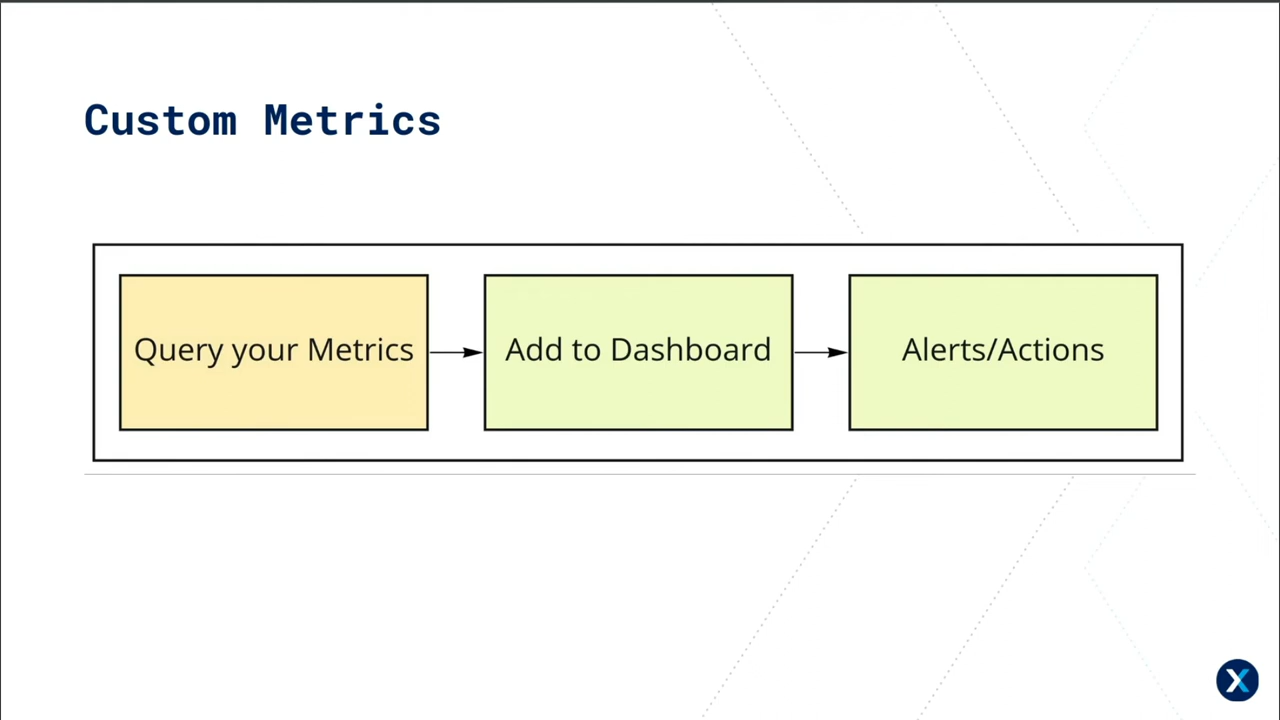 Custom Metrics
Query your Metrics
Add to Dashboard
Alerts/Actions